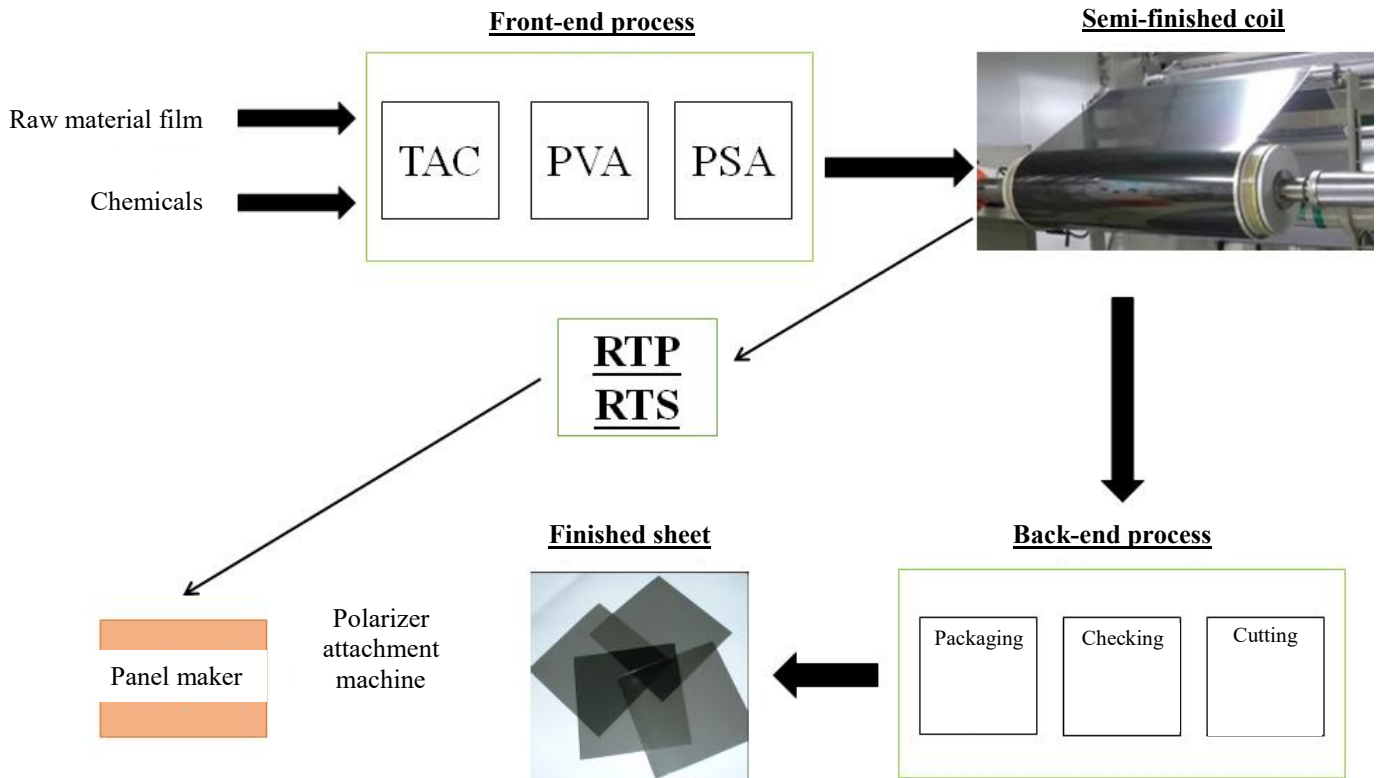 Front-end process
Semi-finished coil
Raw material film
Chemicals
TAC
PVA
PSA
RTP
RTS
Finished sheet
Back-end process
Packaging
Checking
Cutting
Polarizer
attachment
machine
Panel maker